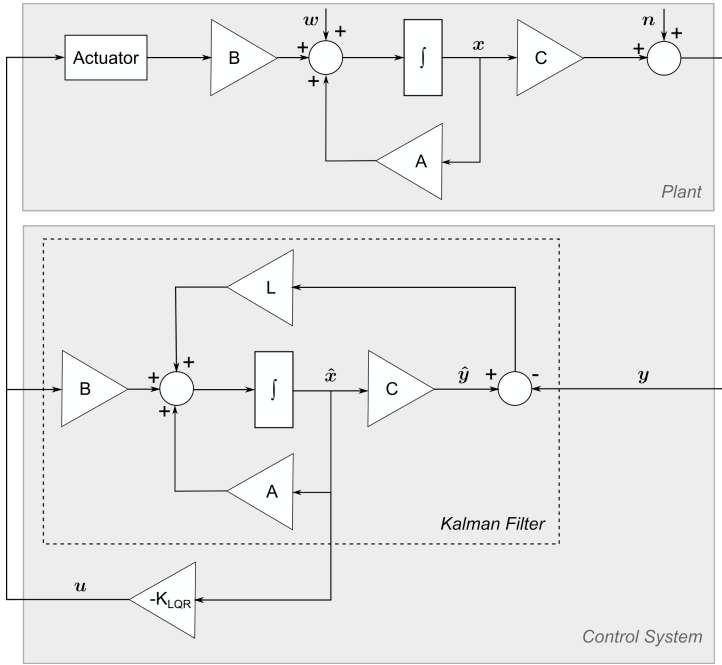 w
n
+
+
Actuator
B
+
∫
x
C
+
+
A
Plant
L
+
B
+
∫
x̂
C
ŷ
+
-
y
+
A
Kalman Filter
u
-K_LQR
Control System